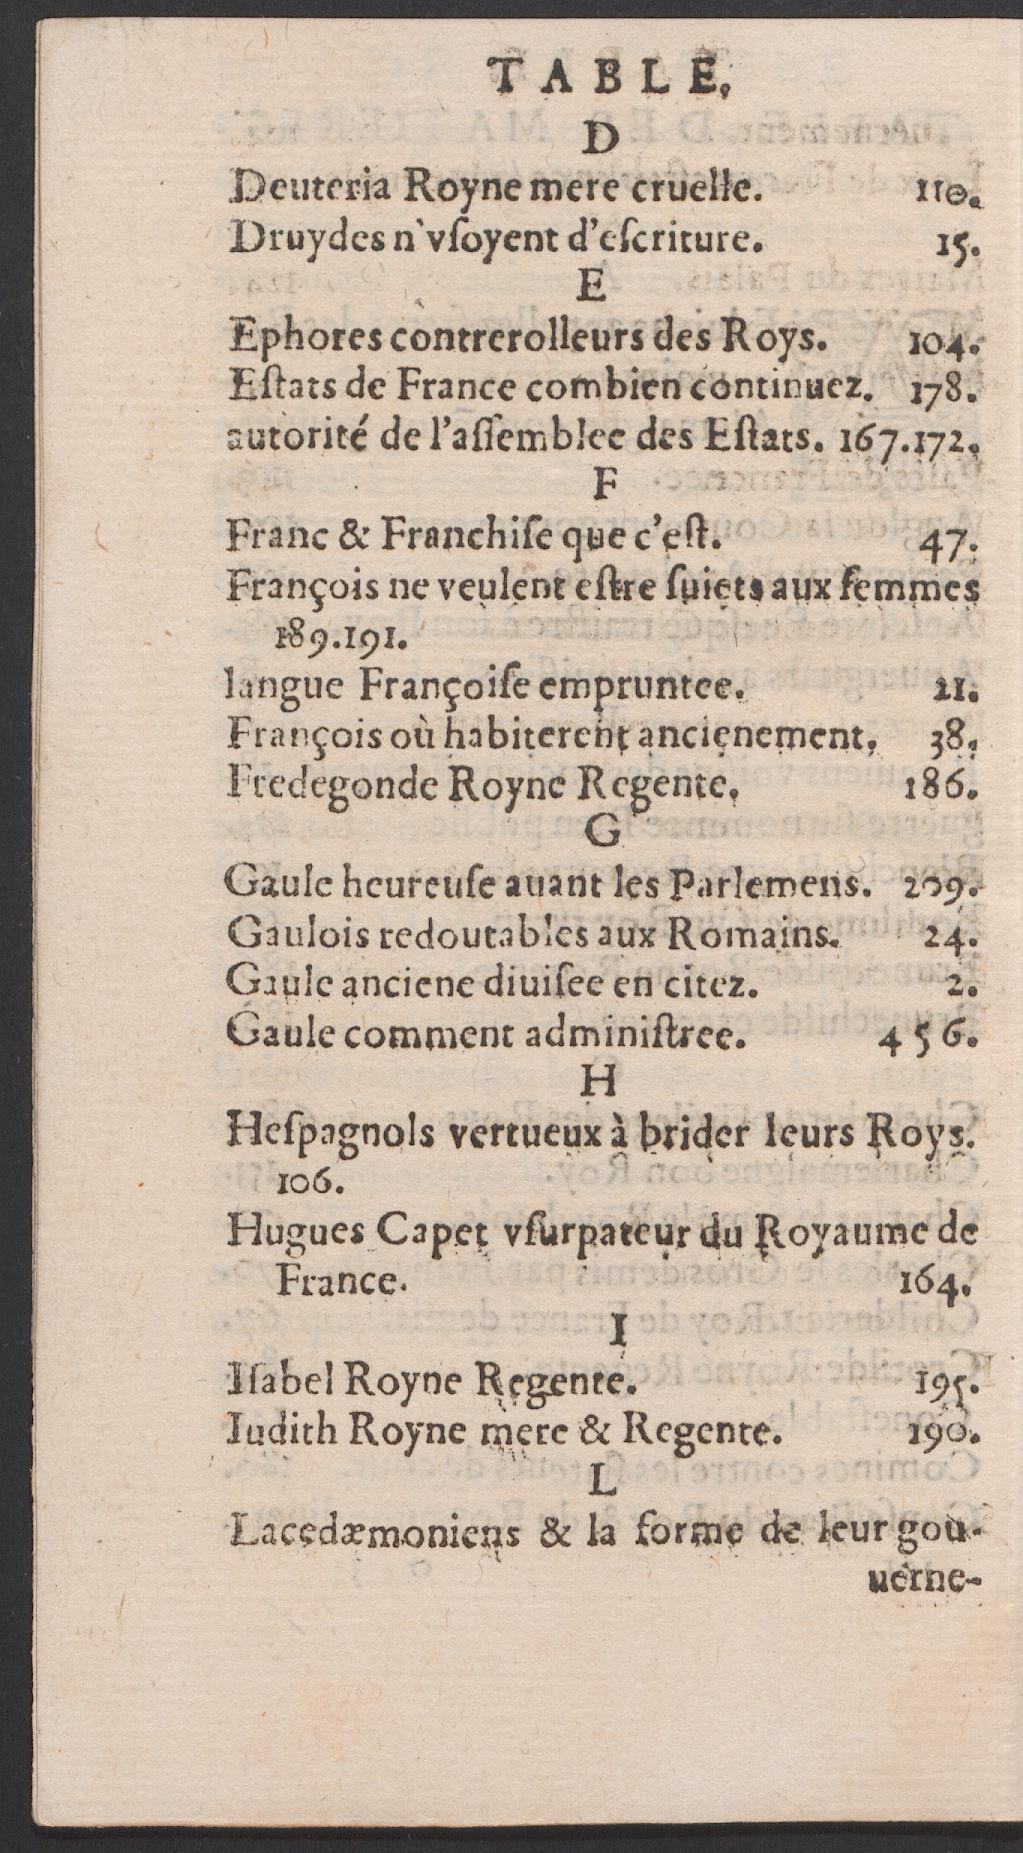 TABLE,
D
Deuteria Royne mere cruelle. 110.
Druydes n'vſoyent d'eſcriture. 15.
E
Ephores contrerolleurs des Roys. 104.
Eſtats de France combien continuez. 178.
autorité de l'aſſemblee des Eſtats. 167.172.
F
Franc & Franchiſe que c'eſt. 47.
François ne veulent eſtre ſuiets aux femmes
189.191.
langue Françoiſe empruntee. 21.
François où habiterent ancienement, 38.
Fredegonde Royne Regente, 186.
G
Gaule heureuſe auant les Parlemens. 209.
Gaulois redoutables aux Romains. 24.
Gaule anciene diuiſee en citez. 2.
Gaule comment adminiſtree. 4 5 6.
H
Heſpagnols vertueux à brider leurs Roys.
106.
Hugues Capet vſurpateur du Royaume de
France. 164.
I
Iſabel Royne Regente. 195.
Iudith Royne mere & Regente. 190.
L
Lacedæmoniens & la forme de leur gou-
uerne-